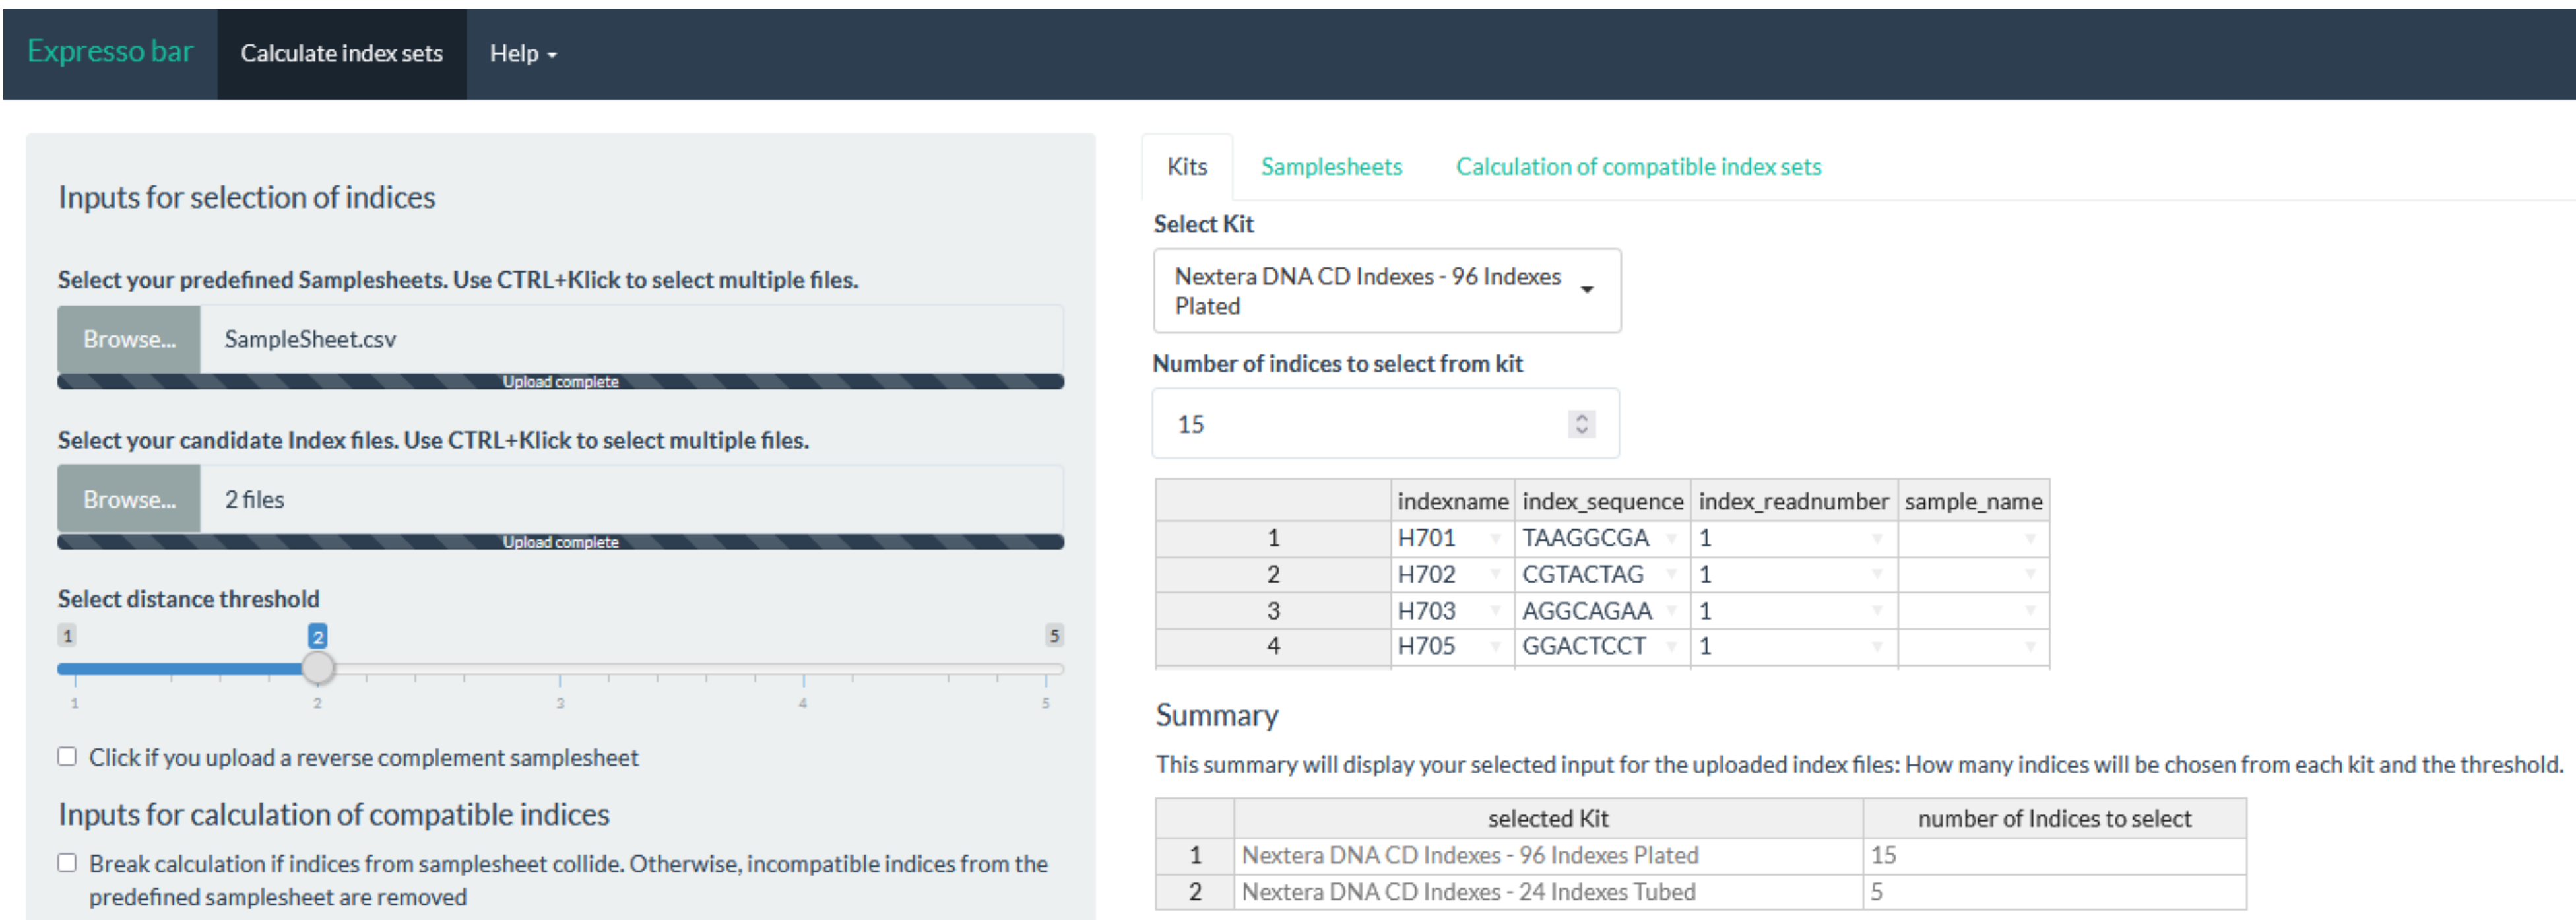 Expresso bar Calculate index sets Help
Inputs for selection of indices
Select your predefined Samplesheets. Use CTRL+Klick to select multiple files.
Browse... SampleSheet.csv
Upload complete
Select your candidate Index files. Use CTRL+Klick to select multiple files.
Browse... 2 files
Upload complete
Select distance threshold
1 2 5
1 2 3 4 5
Click if you upload a reverse complement samplesheet
Inputs for calculation of compatible indices
Break calculation if indices from samplesheet collide. Otherwise, incompatible indices from the
predefined samplesheet are removed
Kits Samplesheets Calculation of compatible index sets
Select Kit
Nextera DNA CD Indexes - 96 Indexes
Plated
Number of indices to select from kit
15
indexname index_sequence index_readnumber sample_name
1 H701 TAAGGCGA 1
2 H702 CGTACTAG 1
3 H703 AGGCAGAA 1
4 H705 GGACTCCT 1
Summary
This summary will display your selected input for the uploaded index files: How many indices will be chosen from each kit and the threshold.
selected Kit number of Indices to select
1 Nextera DNA CD Indexes - 96 Indexes Plated 15
2 Nextera DNA CD Indexes - 24 Indexes Tubed 5